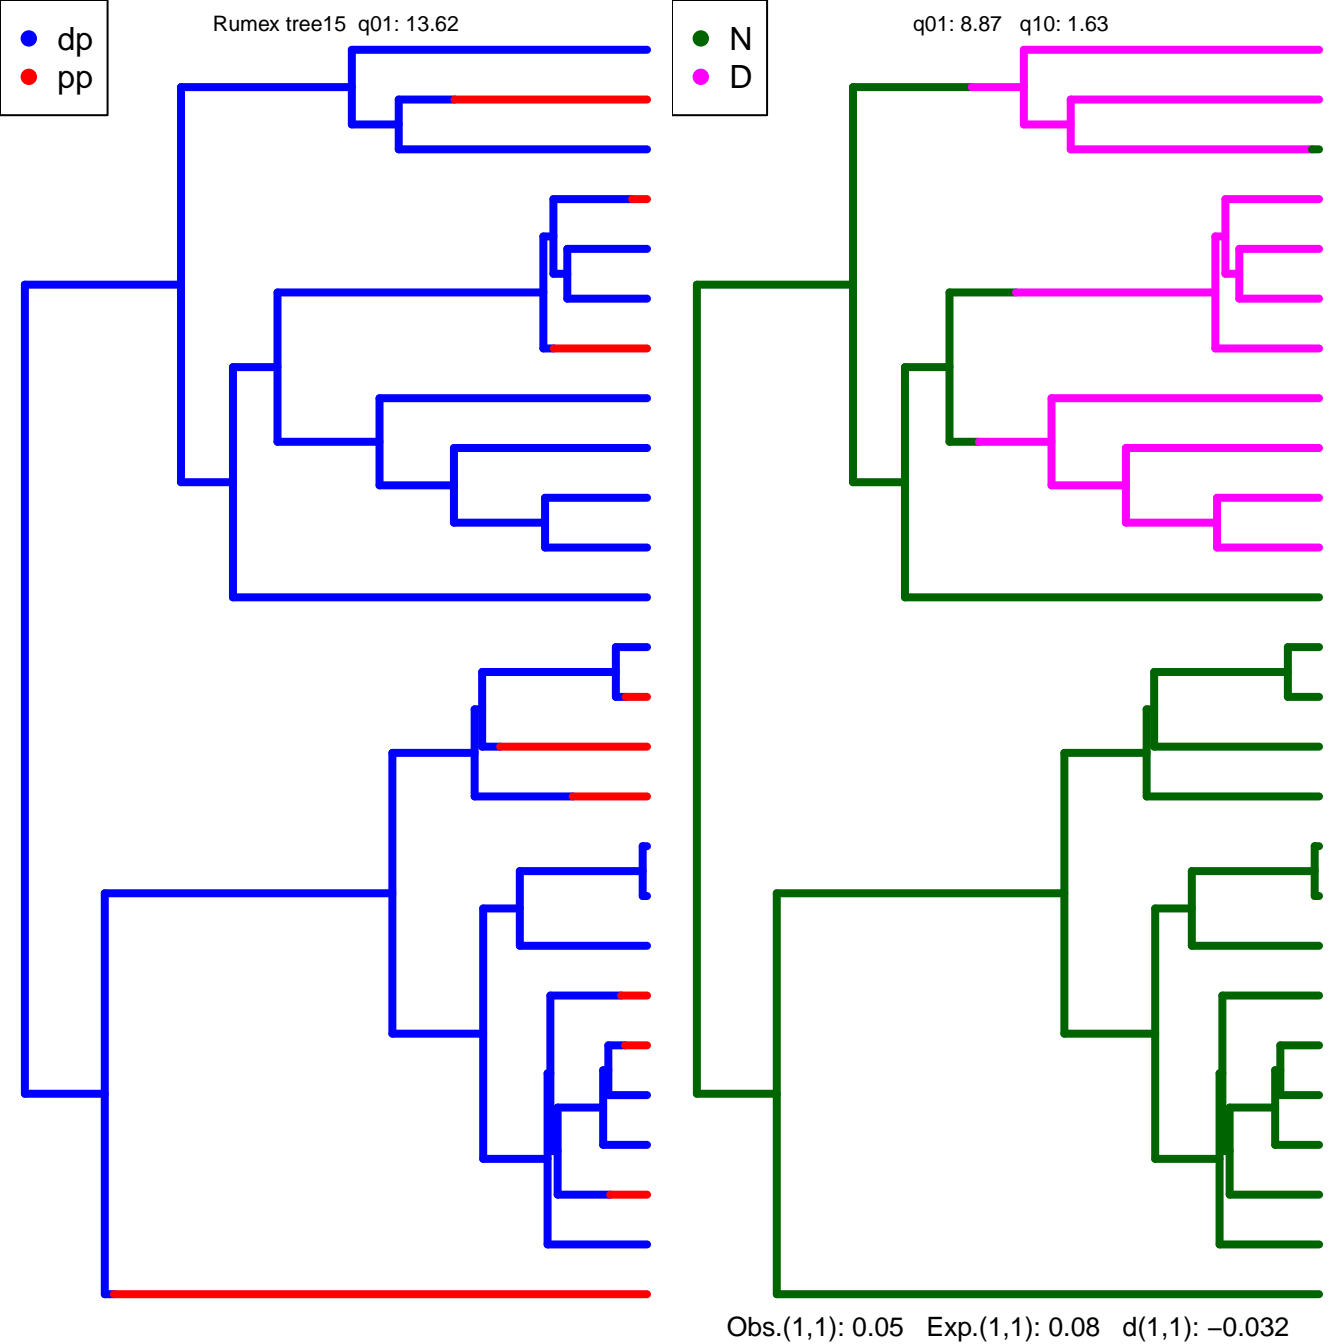 Rumex tree15 q01: 13.62
dp
pp
q01: 8.87 q10: 1.63
N
D
Obs.(1,1): 0.05 Exp.(1,1): 0.08 d(1,1): −0.032